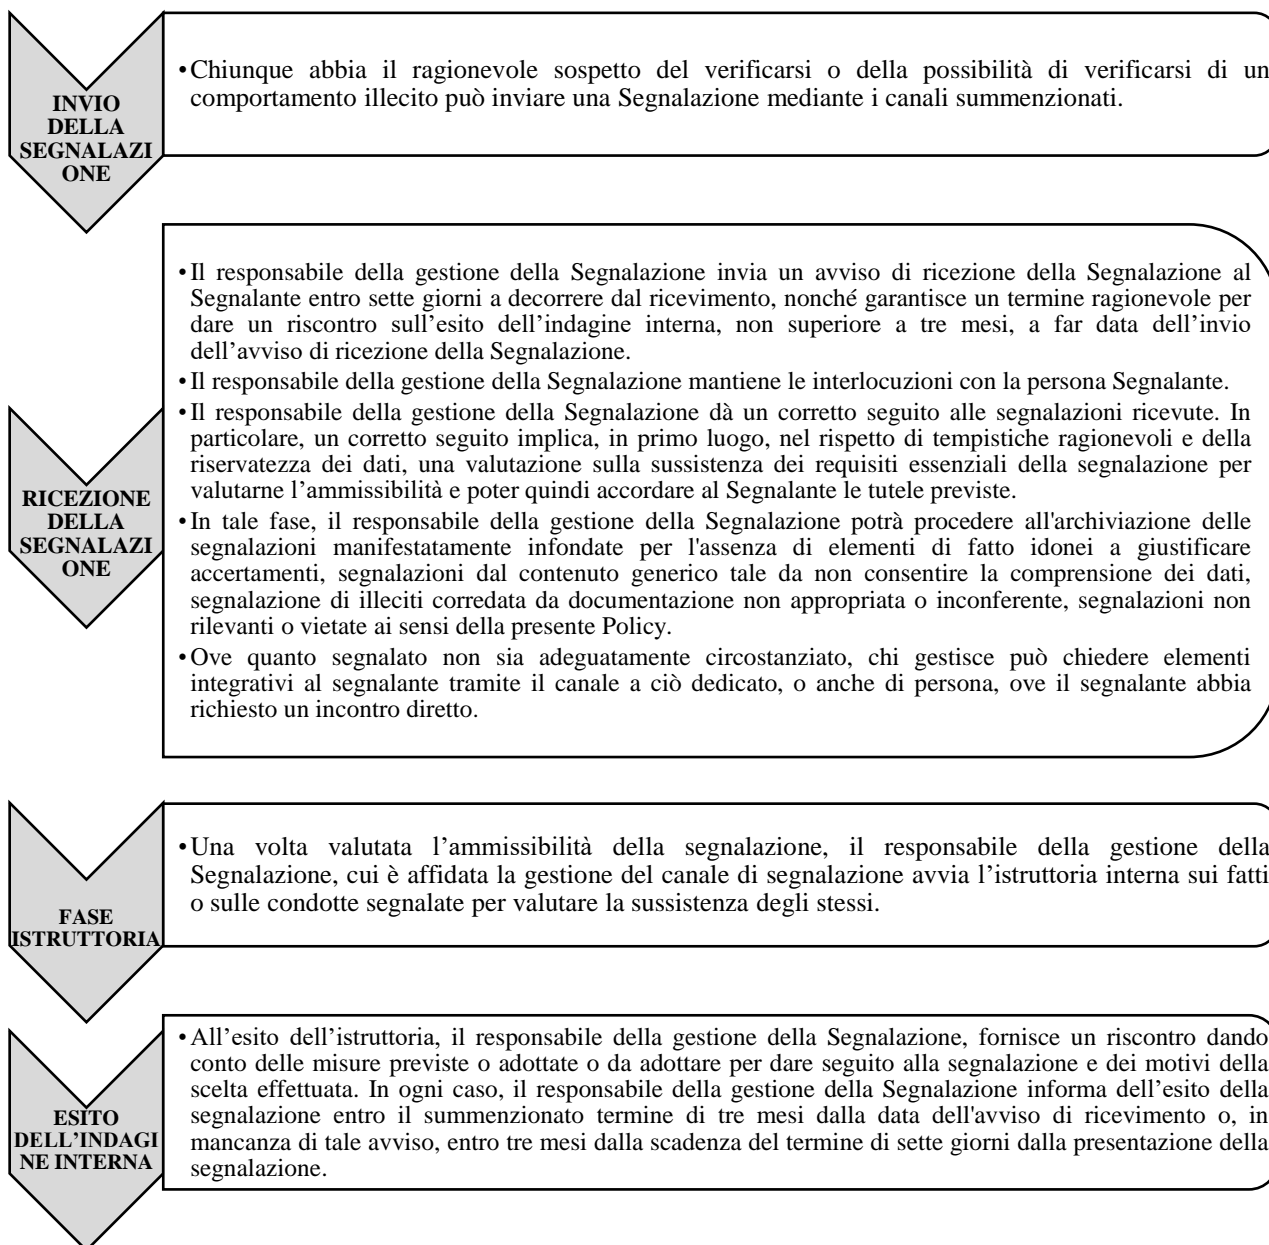 INVIO
DELLA
SEGNALAZI
ONE
•Chiunque abbia il ragionevole sospetto del verificarsi o della possibilità di verificarsi di un
comportamento illecito può inviare una Segnalazione mediante i canali summenzionati.
RICEZIONE
DELLA
SEGNALAZI
ONE
•Il responsabile della gestione della Segnalazione invia un avviso di ricezione della Segnalazione al
Segnalante entro sette giorni a decorrere dal ricevimento, nonché garantisce un termine ragionevole per
dare un riscontro sull’esito dell’indagine interna, non superiore a tre mesi, a far data dell’invio
dell’avviso di ricezione della Segnalazione.
•Il responsabile della gestione della Segnalazione mantiene le interlocuzioni con la persona Segnalante.
•Il responsabile della gestione della Segnalazione dà un corretto seguito alle segnalazioni ricevute. In
particolare, un corretto seguito implica, in primo luogo, nel rispetto di tempistiche ragionevoli e della
riservatezza dei dati, una valutazione sulla sussistenza dei requisiti essenziali della segnalazione per
valutarne l’ammissibilità e poter quindi accordare al Segnalante le tutele previste.
•In tale fase, il responsabile della gestione della Segnalazione potrà procedere all'archiviazione delle
segnalazioni manifestatamente infondate per l'assenza di elementi di fatto idonei a giustificare
accertamenti, segnalazioni dal contenuto generico tale da non consentire la comprensione dei dati,
segnalazione di illeciti corredata da documentazione non appropriata o inconferente, segnalazioni non
rilevanti o vietate ai sensi della presente Policy.
•Ove quanto segnalato non sia adeguatamente circostanziato, chi gestisce può chiedere elementi
integrativi al segnalante tramite il canale a ciò dedicato, o anche di persona, ove il segnalante abbia
richiesto un incontro diretto.
FASE
ISTRUTTORIA
•Una volta valutata l’ammissibilità della segnalazione, il responsabile della gestione della
Segnalazione, cui è affidata la gestione del canale di segnalazione avvia l’istruttoria interna sui fatti
o sulle condotte segnalate per valutare la sussistenza degli stessi.
ESITO
DELL’INDAGI
NE INTERNA
•All’esito dell’istruttoria, il responsabile della gestione della Segnalazione, fornisce un riscontro dando
conto delle misure previste o adottate o da adottare per dare seguito alla segnalazione e dei motivi della
scelta effettuata. In ogni caso, il responsabile della gestione della Segnalazione informa dell’esito della
segnalazione entro il summenzionato termine di tre mesi dalla data dell'avviso di ricevimento o, in
mancanza di tale avviso, entro tre mesi dalla scadenza del termine di sette giorni dalla presentazione della
segnalazione.